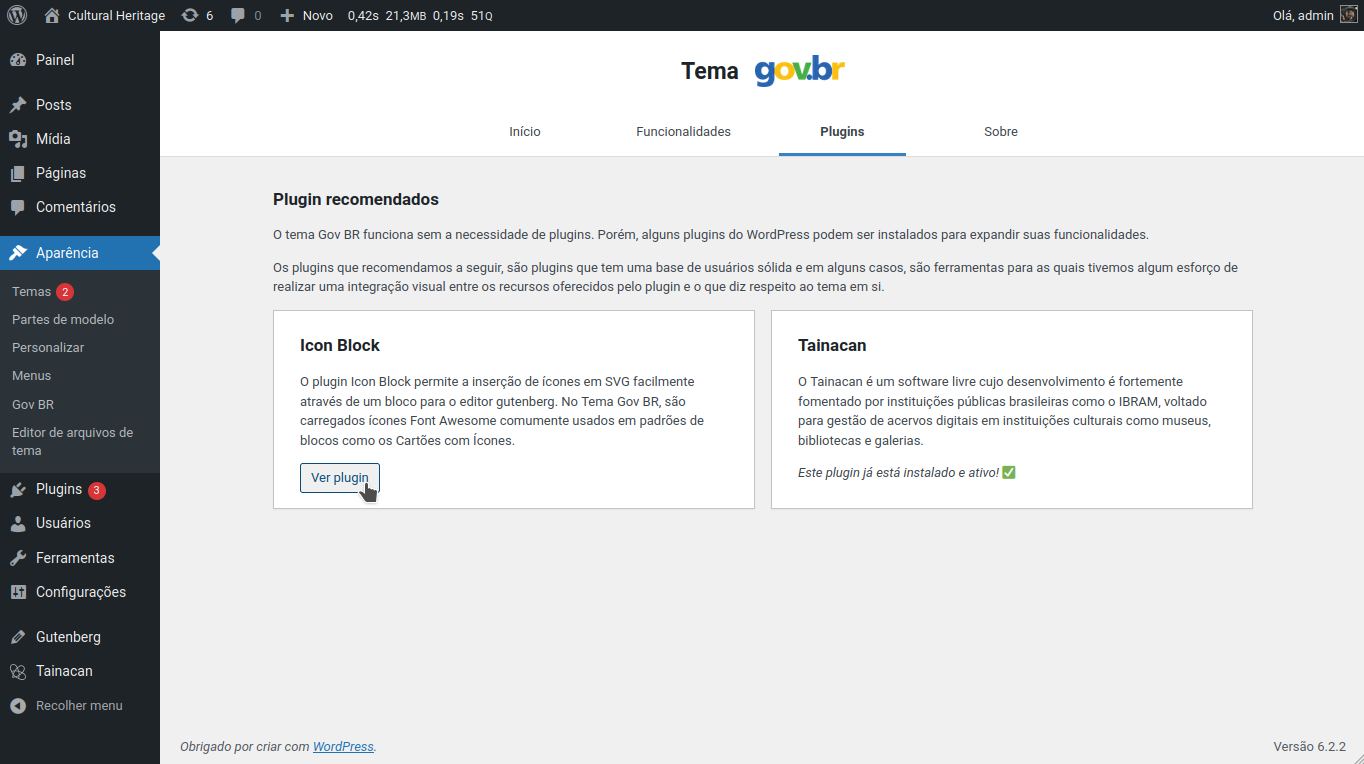 Cultural Heritage 6 0 Novo 0,42s 21,3MB 0,19s 51Q Olá, admin
Painel
Posts
Mídia
Páginas
Comentários
Aparência
Temas 2
Partes de modelo
Personalizar
Menus
Gov BR
Editor de arquivos de
tema
Plugins 3
Usuários
Ferramentas
Configurações
Gutenberg
Tainacan
Recolher menu
Tema gov.br
Início Funcionalidades Plugins Sobre
Plugin recomendados
O tema Gov BR funciona sem a necessidade de plugins. Porém, alguns plugins do WordPress podem ser instalados para expandir suas funcionalidades.
Os plugins que recomendamos a seguir, são plugins que tem uma base de usuários sólida e em alguns casos, são ferramentas para as quais tivemos algum esforço de
realizar uma integração visual entre os recursos oferecidos pelo plugin e o que diz respeito ao tema em si.
Icon Block
O plugin Icon Block permite a inserção de ícones em SVG facilmente
através de um bloco para o editor gutenberg. No Tema Gov BR, são
carregados ícones Font Awesome comumente usados em padrões de
blocos como os Cartões com Ícones.
Ver plugin
Tainacan
O Tainacan é um software livre cujo desenvolvimento é fortemente
fomentado por instituições públicas brasileiras como o IBRAM, voltado
para gestão de acervos digitais em instituições culturais como museus,
bibliotecas e galerias.
Este plugin já está instalado e ativo! ✅
Obrigado por criar com WordPress.
Versão 6.2.2